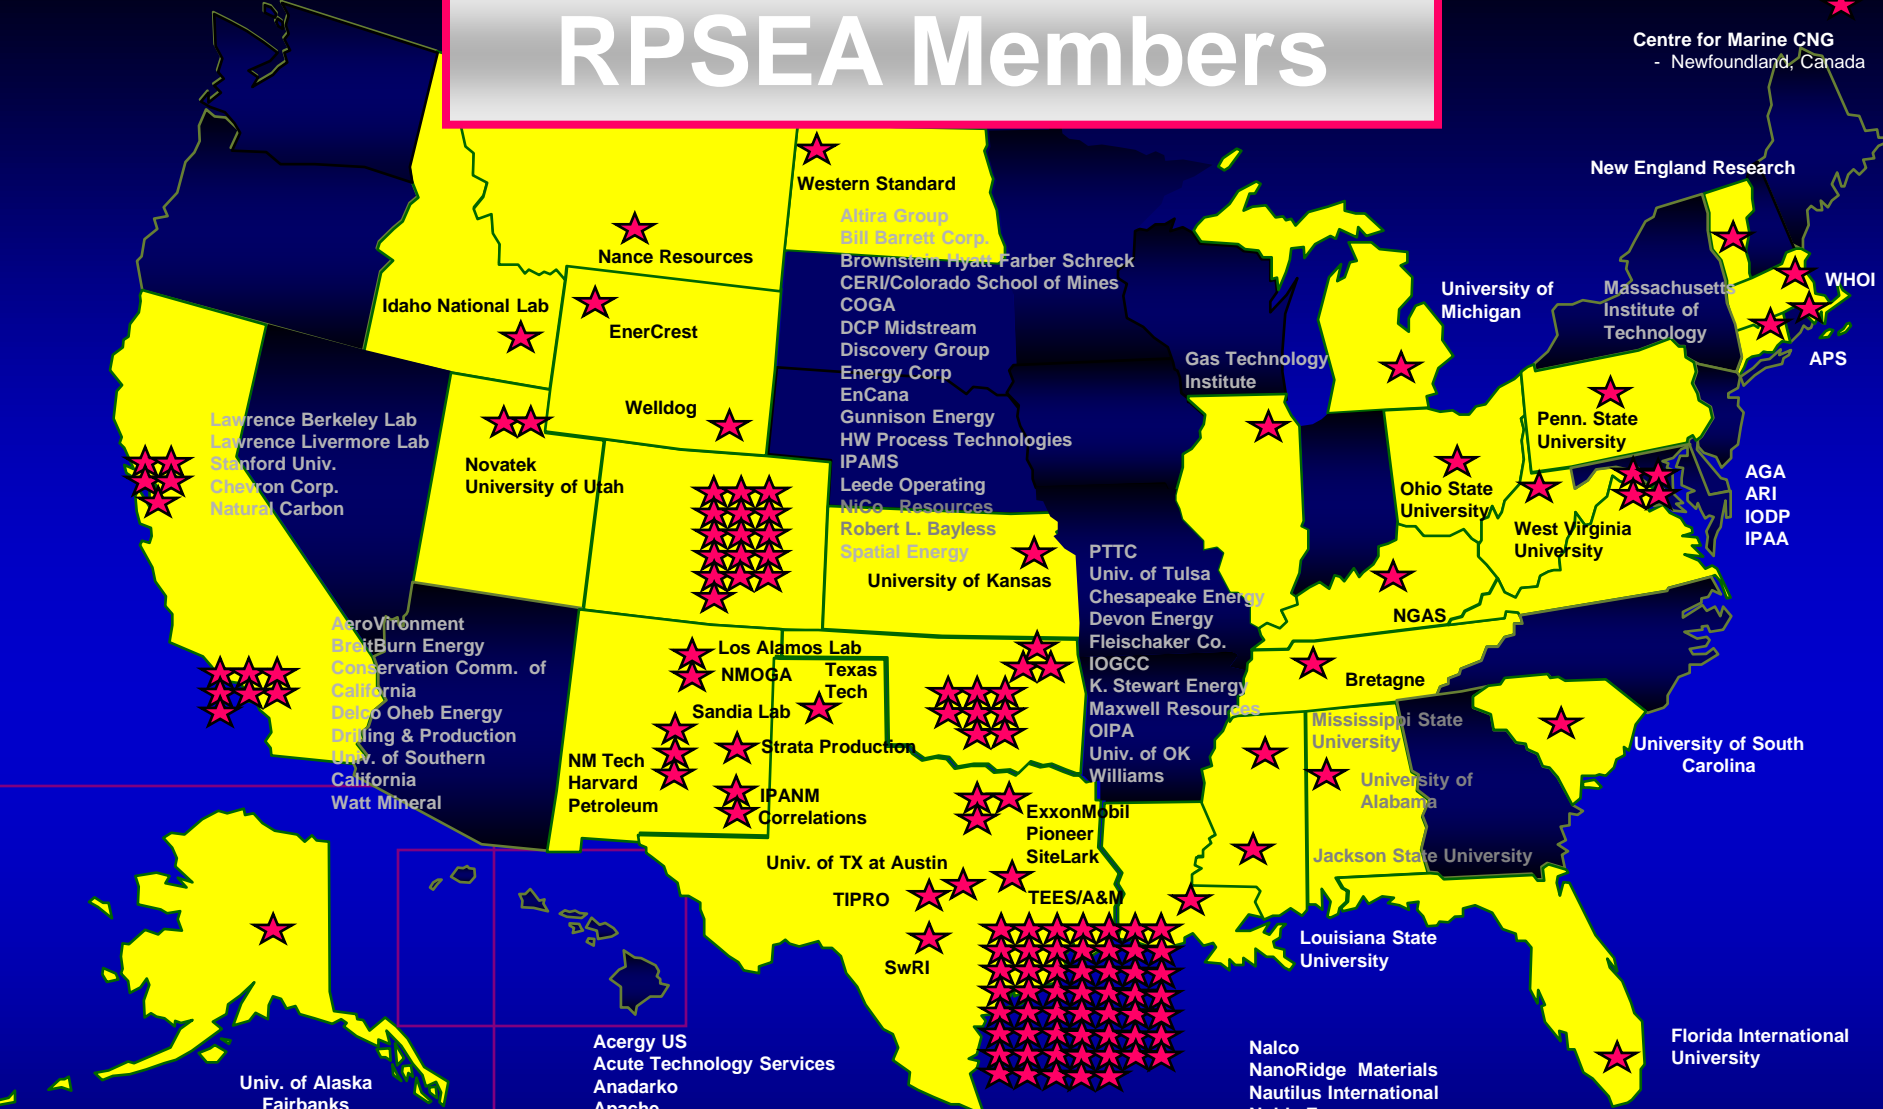 RPSEA Members
Centre for Marine CNG
- Newfoundland, Canada
New England Research
Western Standard
Altira Group
Bill Barrett Corp.
Brownstein Hyatt Farber Schreck
CERI/Colorado School of Mines
COGA
DCP Midstream
Discovery Group
Energy Corp
EnCana
Gunnison Energy
HW Process Technologies
IPAMS
Leede Operating
NiCo Resources
Robert L. Bayless
Spatial Energy
Nance Resources
Idaho National Lab
EnerCrest
Welldog
University of
Michigan
Massachusetts
Institute of
Technology
WHOI
APS
Gas Technology
Institute
Lawrence Berkeley Lab
Lawrence Livermore Lab
Stanford Univ.
Chevron Corp.
Natural Carbon
Novatek
University of Utah
Penn. State
University
Ohio State
University
West Virginia
University
AGA
ARI
IODP
IPAA
University of Kansas
PTTC
Univ. of Tulsa
Chesapeake Energy
Devon Energy
Fleischaker Co.
IOGCC
K. Stewart Energy
Maxwell Resources
OIPA
Univ. of OK
Williams
NGAS
Bretagne
AeroVironment
BreitBurn Energy
Conservation Comm. of
California
Delco Oheb Energy
Drilling & Production
Univ. of Southern
California
Watt Mineral
Los Alamos Lab
NMOGA
Texas
Tech
Sandia Lab
Strata Production
NM Tech
Harvard
Petroleum
IPANM
Correlations
Mississippi State
University
University of
Alabama
University of South
Carolina
Jackson State University
ExxonMobil
Pioneer
SiteLark
Univ. of TX at Austin
TIPRO
TEES/A&M
SwRI
Louisiana State
University
Florida International
University
Univ. of Alaska
Fairbanks
Acergy US
Acute Technology Services
Anadarko
Apache
Nalco
NanoRidge Materials
Nautilus International